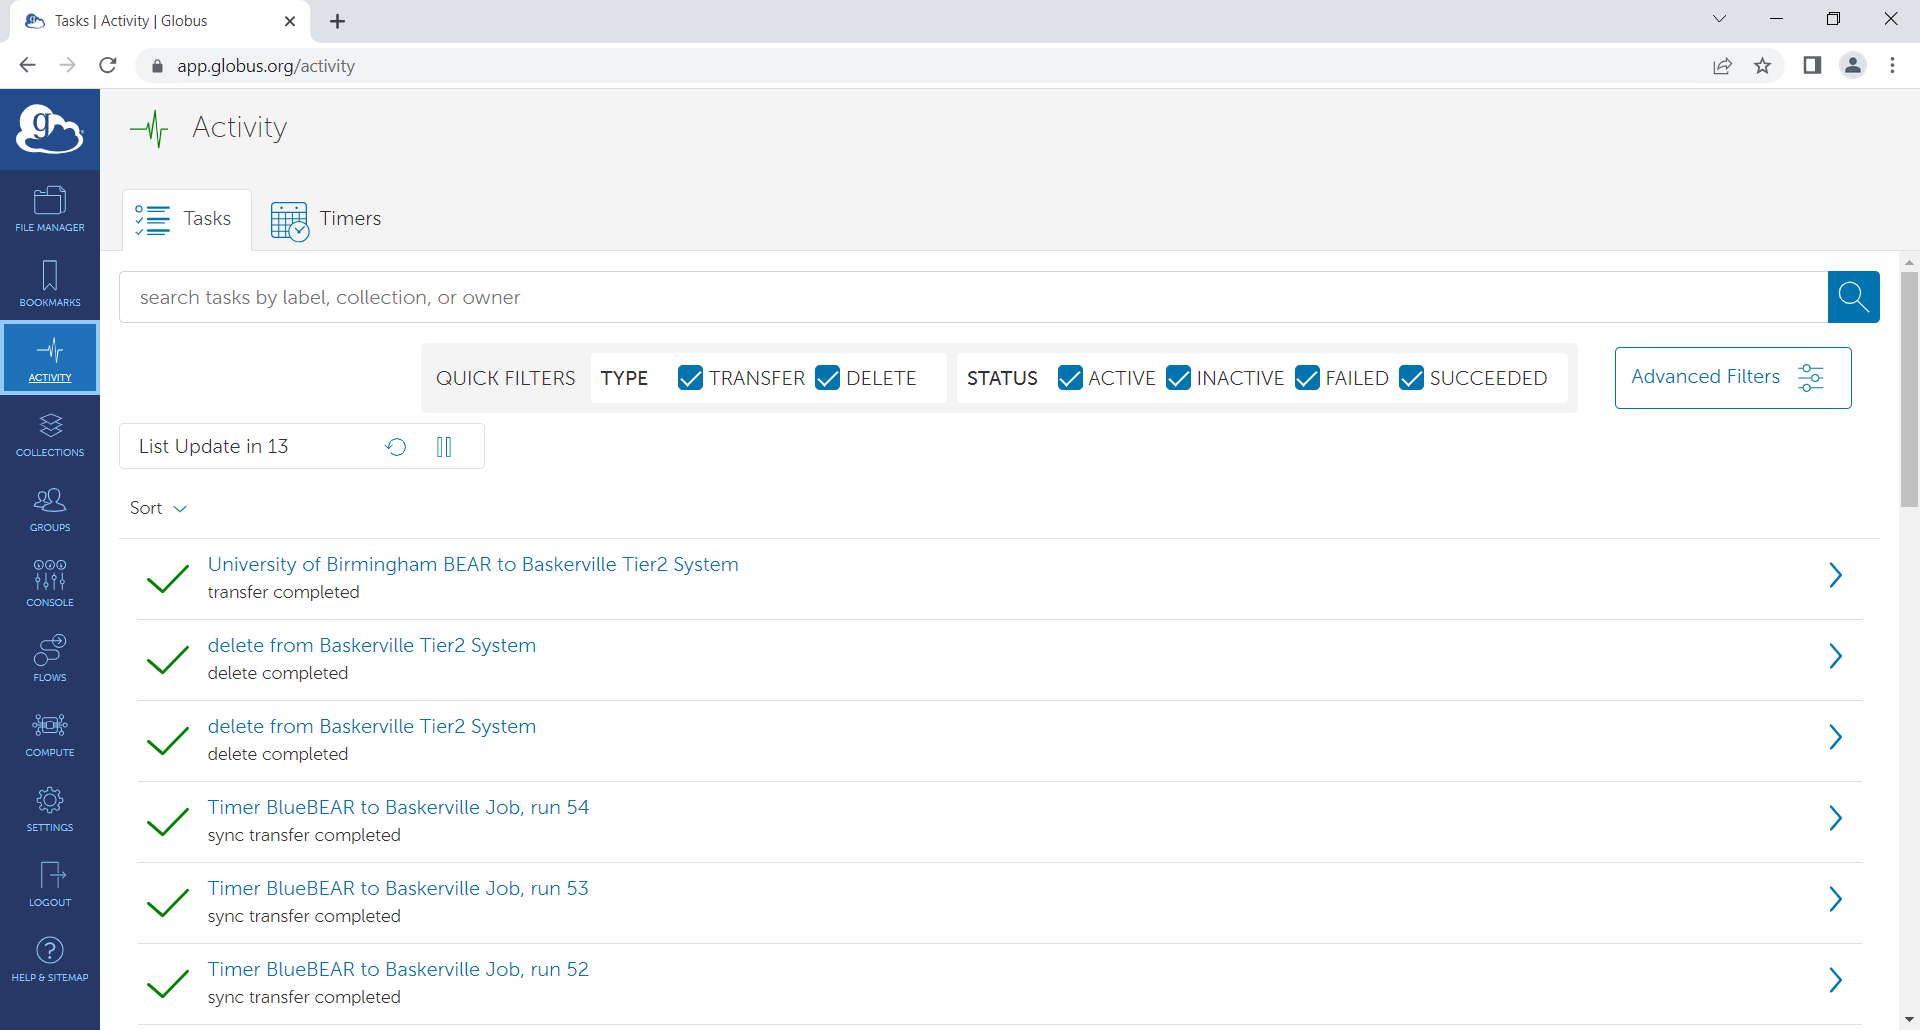 Tasks | Activity | Globus
app.globus.org/activity
g
Activity
FILE MANAGER
BOOKMARKS
ACTIVITY
COLLECTIONS
GROUPS
CONSOLE
FLOWS
COMPUTE
SETTINGS
LOGOUT
?
HELP & SITEMAP
Tasks
Timers
search tasks by label, collection, or owner
QUICK FILTERS TYPE TRANSFER DELETE STATUS ACTIVE INACTIVE FAILED SUCCEEDED
Advanced Filters
List Update in 13
Sort
University of Birmingham BEAR to Baskerville Tier2 System
transfer completed
delete from Baskerville Tier2 System
delete completed
delete from Baskerville Tier2 System
delete completed
Timer BlueBEAR to Baskerville Job, run 54
sync transfer completed
Timer BlueBEAR to Baskerville Job, run 53
sync transfer completed
Timer BlueBEAR to Baskerville Job, run 52
sync transfer completed